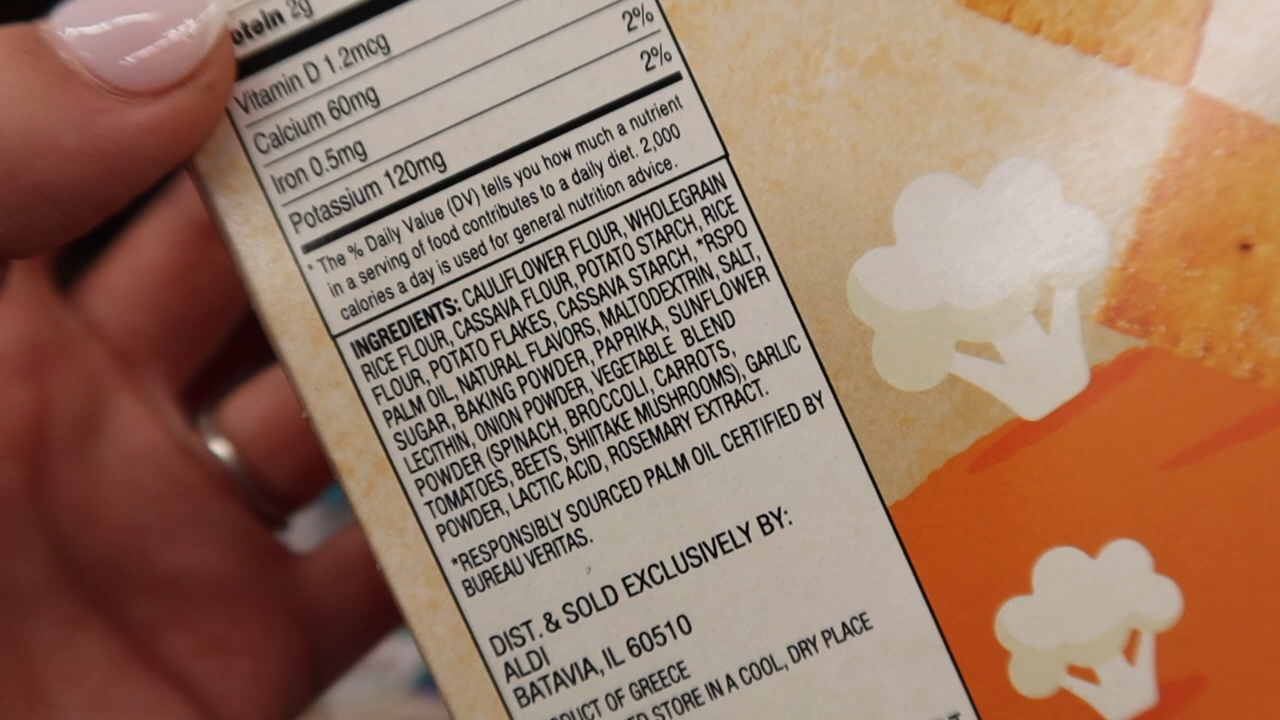 otein 2g
Vitamin D 1.2mcg
Calcium 60mg 2%
Iron 0.5mg 2%
Potassium 120mg
* The % Daily Value (DV) tells you how much a nutrient
in a serving of food contributes to a daily diet. 2,000
calories a day is used for general nutrition advice.
INGREDIENTS: CAULIFLOWER FLOUR, WHOLEGRAIN
RICE FLOUR, CASSAVA FLOUR, POTATO STARCH, RICE
FLOUR, POTATO FLAKES, CASSAVA STARCH, *RSPO
PALM OIL, NATURAL FLAVORS, MALTODEXTRIN, SALT,
SUGAR, BAKING POWDER, PAPRIKA, SUNFLOWER
LECITHIN, ONION POWDER, VEGETABLE BLEND
POWDER (SPINACH, BROCCOLI, CARROTS,
TOMATOES, BEETS, SHIITAKE MUSHROOMS), GARLIC
POWDER, LACTIC ACID, ROSEMARY EXTRACT.
*RESPONSIBLY SOURCED PALM OIL CERTIFIED BY
BUREAU VERITAS.
DIST. & SOLD EXCLUSIVELY BY:
ALDI
BATAVIA, IL 60510
ODUCT OF GREECE
ED STORE IN A COOL, DRY PLACE